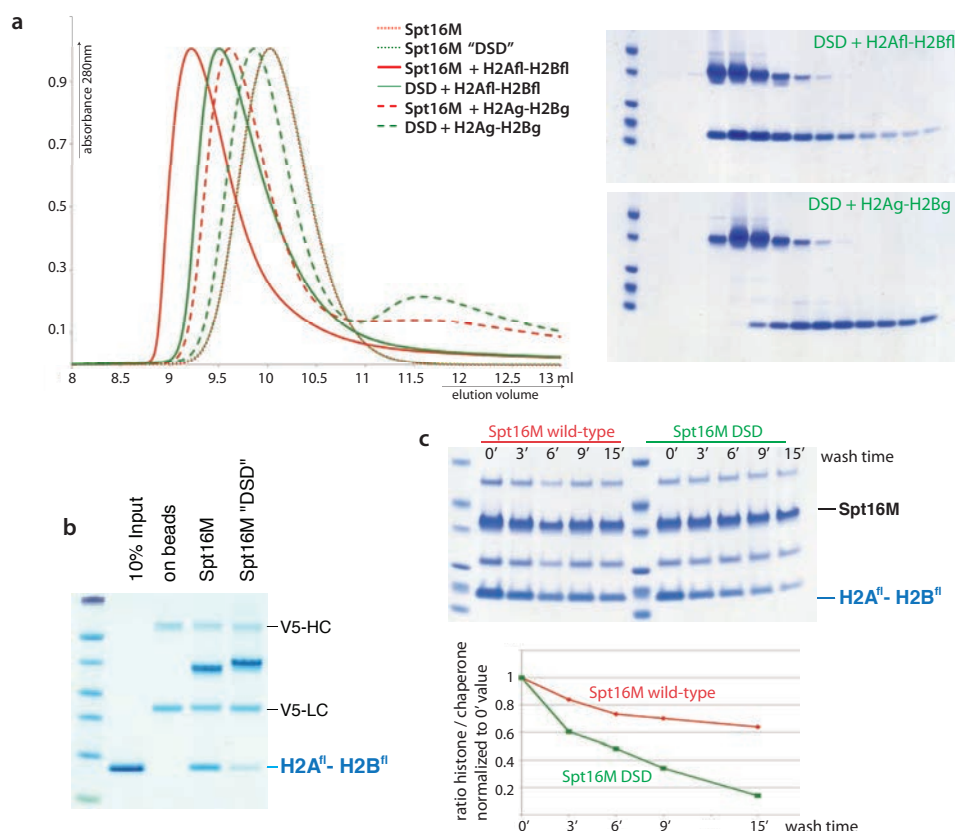 a
absorbance 280nm
0.9
0.7
0.5
0.3
0.1
8 8.5 9 9.5 10 10.5 11 11.5 12 12.5 13 ml
elution volume
Spt16M
Spt16M “DSD”
Spt16M + H2Afl-H2Bfl
DSD + H2Afl-H2Bfl
Spt16M + H2Ag-H2Bg
DSD + H2Ag-H2Bg
DSD + H2Afl-H2Bfl
DSD + H2Ag-H2Bg
b
10% Input
on beads
Spt16M
Spt16M "DSD"
V5-HC
V5-LC
H2Aᶠˡ- H2Bᶠˡ
c
Spt16M wild-type Spt16M DSD
0' 3' 6' 9' 15' 0' 3' 6' 9' 15' wash time
Spt16M
H2Aᶠˡ- H2Bᶠˡ
ratio histone / chaperone
normalized to 0' value
1
0.8
0.6
0.4
0.2
Spt16M wild-type
Spt16M DSD
0' 3' 6' 9' 15' wash time